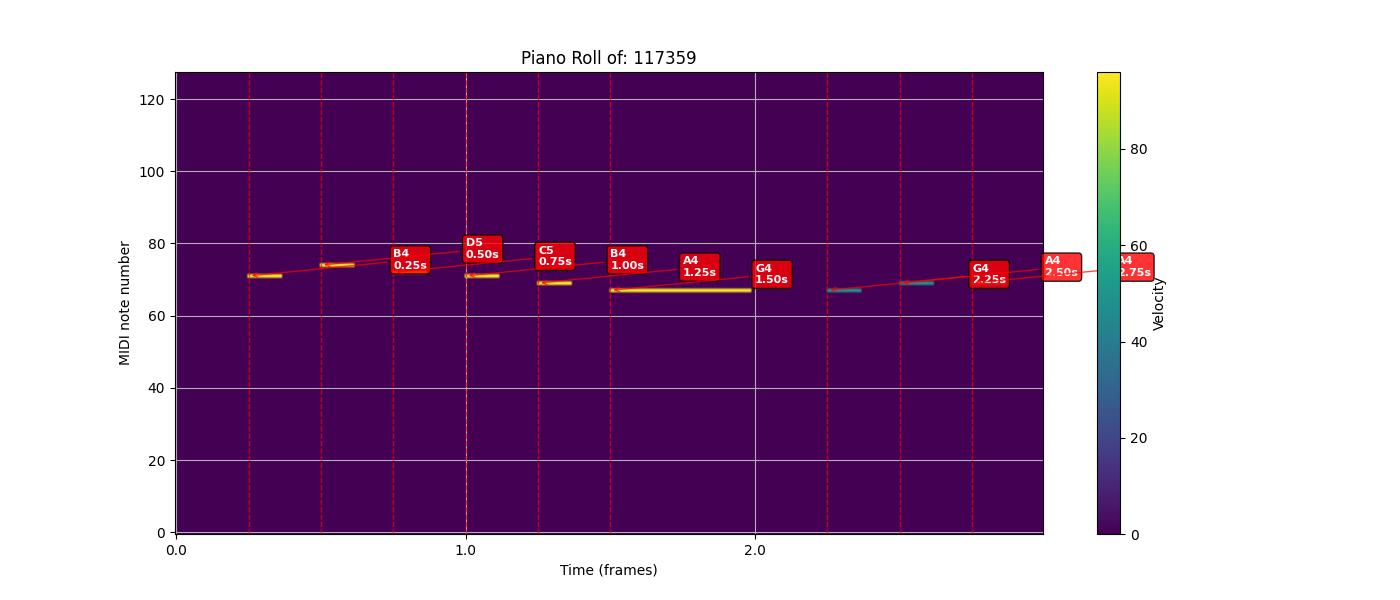 Piano Roll of: 117359
120
100
80
60
40
20
0
MIDI note number
B4
0.25s
D5
0.50s
C5
0.75s
B4
1.00s
A4
1.25s
G4
1.50s
G4
2.25s
A4
2.50s
A4
2.75s
0.0
1.0
2.0
Time (frames)
80
60
40
20
0
Velocity